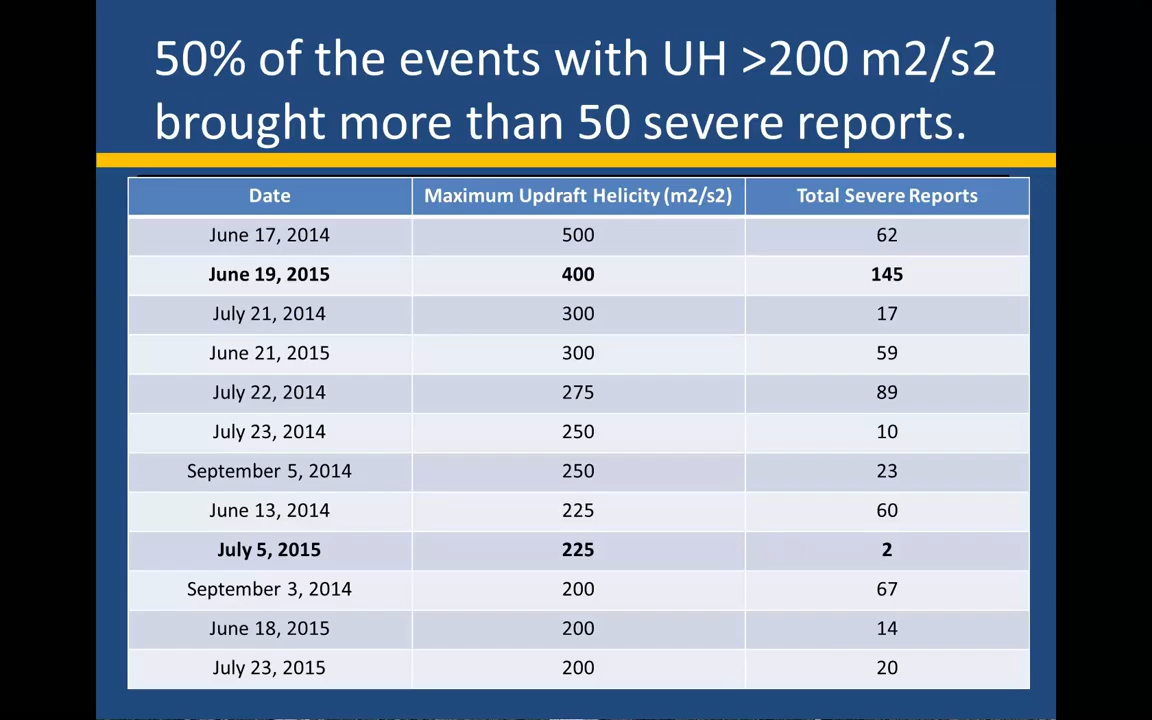 50% of the events with UH >200 m2/s2
brought more than 50 severe reports.
Date Maximum Updraft Helicity (m2/s2) Total Severe Reports
June 17, 2014 500 62
June 19, 2015 400 145
July 21, 2014 300 17
June 21, 2015 300 59
July 22, 2014 275 89
July 23, 2014 250 10
September 5, 2014 250 23
June 13, 2014 225 60
July 5, 2015 225 2
September 3, 2014 200 67
June 18, 2015 200 14
July 23, 2015 200 20